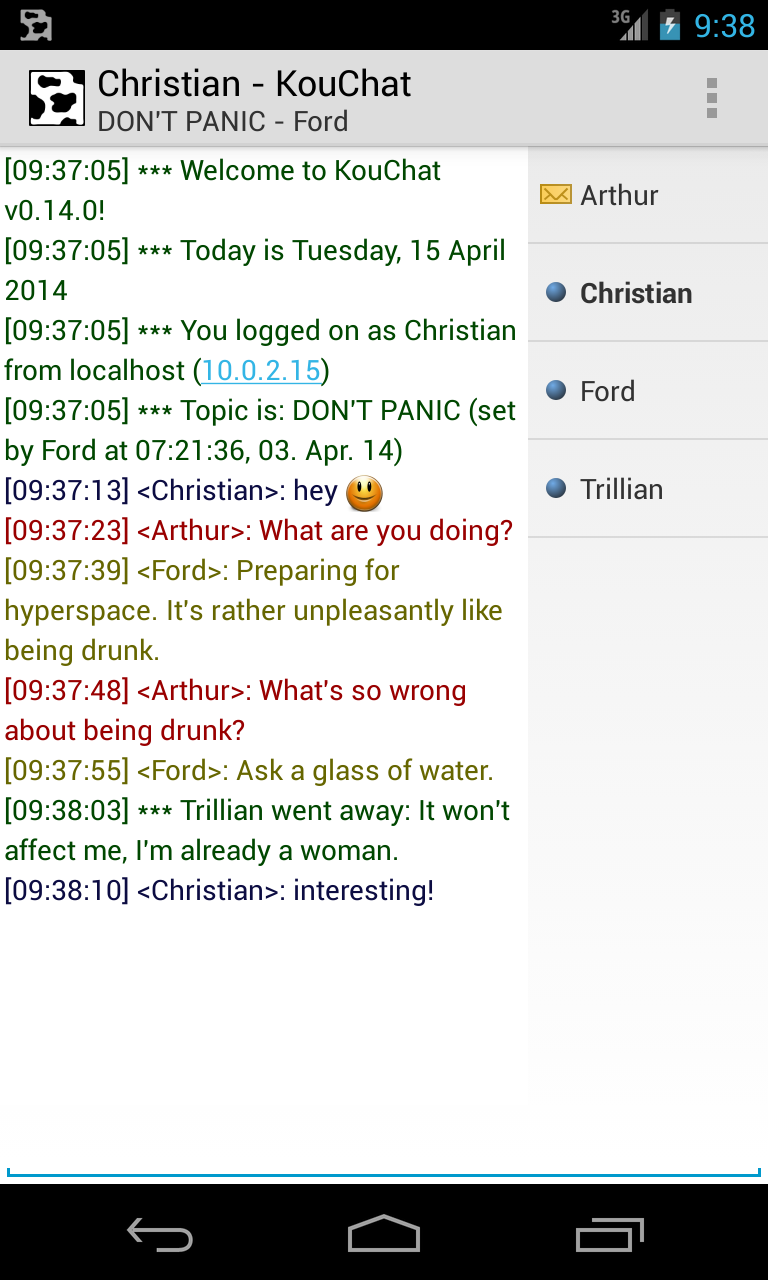 3G 9:38
Christian - KouChat
DON'T PANIC - Ford
[09:37:05] *** Welcome to KouChat
v0.14.0!
[09:37:05] *** Today is Tuesday, 15 April
2014
[09:37:05] *** You logged on as Christian
from localhost (10.0.2.15)
[09:37:05] *** Topic is: DON'T PANIC (set
by Ford at 07:21:36, 03. Apr. 14)
[09:37:13] <Christian>: hey
[09:37:23] <Arthur>: What are you doing?
[09:37:39] <Ford>: Preparing for
hyperspace. It's rather unpleasantly like
being drunk.
[09:37:48] <Arthur>: What's so wrong
about being drunk?
[09:37:55] <Ford>: Ask a glass of water.
[09:38:03] *** Trillian went away: It won't
affect me, I'm already a woman.
[09:38:10] <Christian>: interesting!
Arthur
Christian
Ford
Trillian